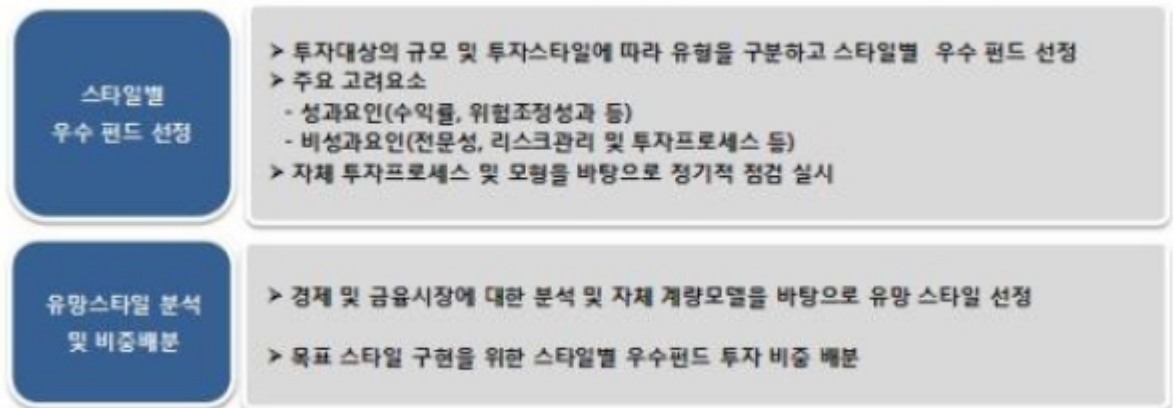 스타일별
우수 펀드 선정
➤ 투자대상의 규모 및 투자스타일에 따라 유형을 구분하고 스타일별 우수 펀드 선정
➤ 주요 고려요소
- 성과요인(수익률, 위험조정성과 등)
- 비성과요인(전문성, 리스크관리 및 투자프로세스 등)
➤ 자체 투자프로세스 및 모형을 바탕으로 정기적 점검 실시
유망스타일 분석
및 비중배분
➤ 경제 및 금융시장에 대한 분석 및 자체 계량모델을 바탕으로 유망 스타일 선정
➤ 목표 스타일 구현을 위한 스타일별 우수펀드 투자 비중 배분